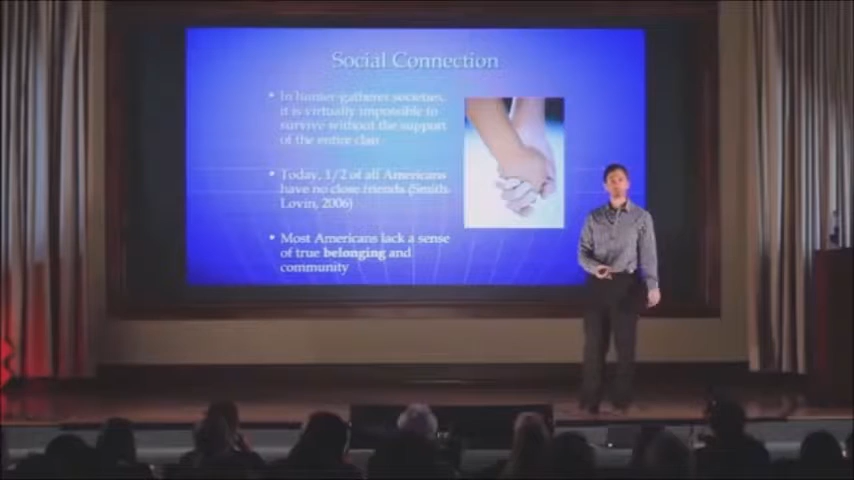 Social Connection
• In hunter-gatherer societies,
it is virtually impossible to
survive without the support
of the entire clan
• Today, 1/2 of all Americans
have no close friends (Smith-
Lovin, 2006)
• Most Americans lack a sense
of true belonging and
community